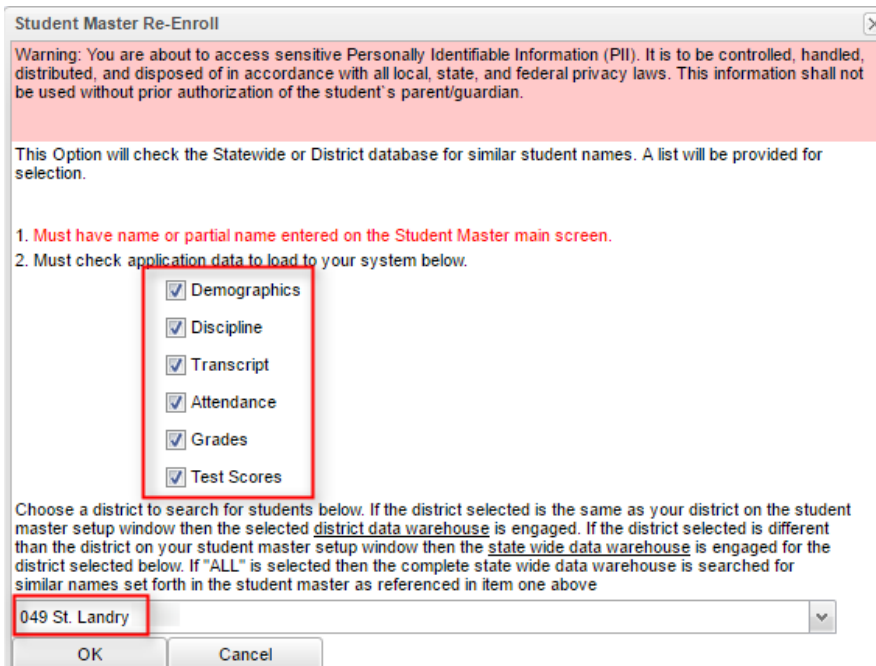 Student Master Re-Enroll
Warning: You are about to access sensitive Personally Identifiable Information (PII). It is to be controlled, handled,
distributed, and disposed of in accordance with all local, state, and federal privacy laws. This information shall not
be used without prior authorization of the student`s parent/guardian.
This Option will check the Statewide or District database for similar student names. A list will be provided for
selection.
1. Must have name or partial name entered on the Student Master main screen.
2. Must check application data to load to your system below.
Demographics
Discipline
Transcript
Attendance
Grades
Test Scores
Choose a district to search for students below. If the district selected is the same as your district on the student
master setup window then the selected district data warehouse is engaged. If the district selected is different
than the district on your student master setup window then the state wide data warehouse is engaged for the
district selected below. If "ALL" is selected then the complete state wide data warehouse is searched for
similar names set forth in the student master as referenced in item one above
049 St. Landry
OK Cancel